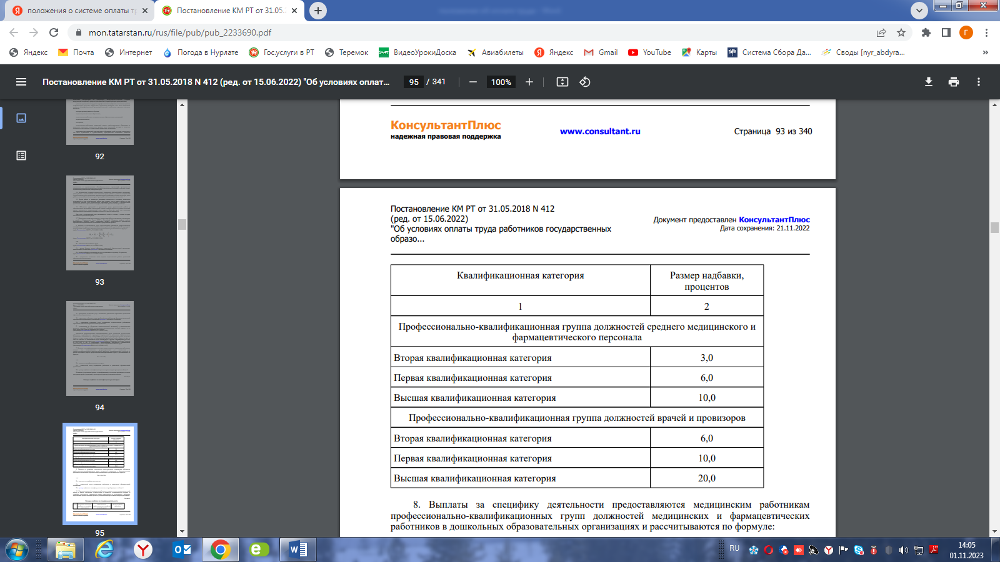 положения о системе оплаты тр
Постановление КМ РТ от 31.05.
mon.tatarstan.ru/rus/file/pub/pub_2233690.pdf
Г
Яндекс
Почта
Интернет
Погода в Нурлате
Гос.услуги в РТ
Теремок
ВидеоУрокиДоска
Авиабилеты
Яндекс
Gmail
YouTube
Карты
Система Сбора Да...
Своды [nyr_abdyra...
»
Постановление КМ РТ от 31.05.2018 N 412 (ред. от 15.06.2022) "Об условиях оплат...
95 / 341
100%
92
93
94
95
КонсультантПлюс
надежная правовая поддержка
www.consultant.ru
Страница 93 из 340
Постановление КМ РТ от 31.05.2018 N 412
(ред. от 15.06.2022)
"Об условиях оплаты труда работников государственных
образо...
Документ предоставлен КонсультантПлюс
Дата сохранения: 21.11.2022
Квалификационная категория
Размер надбавки,
процентов
1
2
Профессионально-квалификационная группа должностей среднего медицинского и
фармацевтического персонала
Вторая квалификационная категория
3,0
Первая квалификационная категория
6,0
Высшая квалификационная категория
10,0
Профессионально-квалификационная группа должностей врачей и провизоров
Вторая квалификационная категория
6,0
Первая квалификационная категория
10,0
Высшая квалификационная категория
20,0
8. Выплаты за специфику деятельности предоставляются медицинским работникам
профессионально-квалификационных групп должностей медицинских и фармацевтических
работников в дошкольных образовательных организациях и рассчитываются по формуле:
RU
14:05
01.11.2023